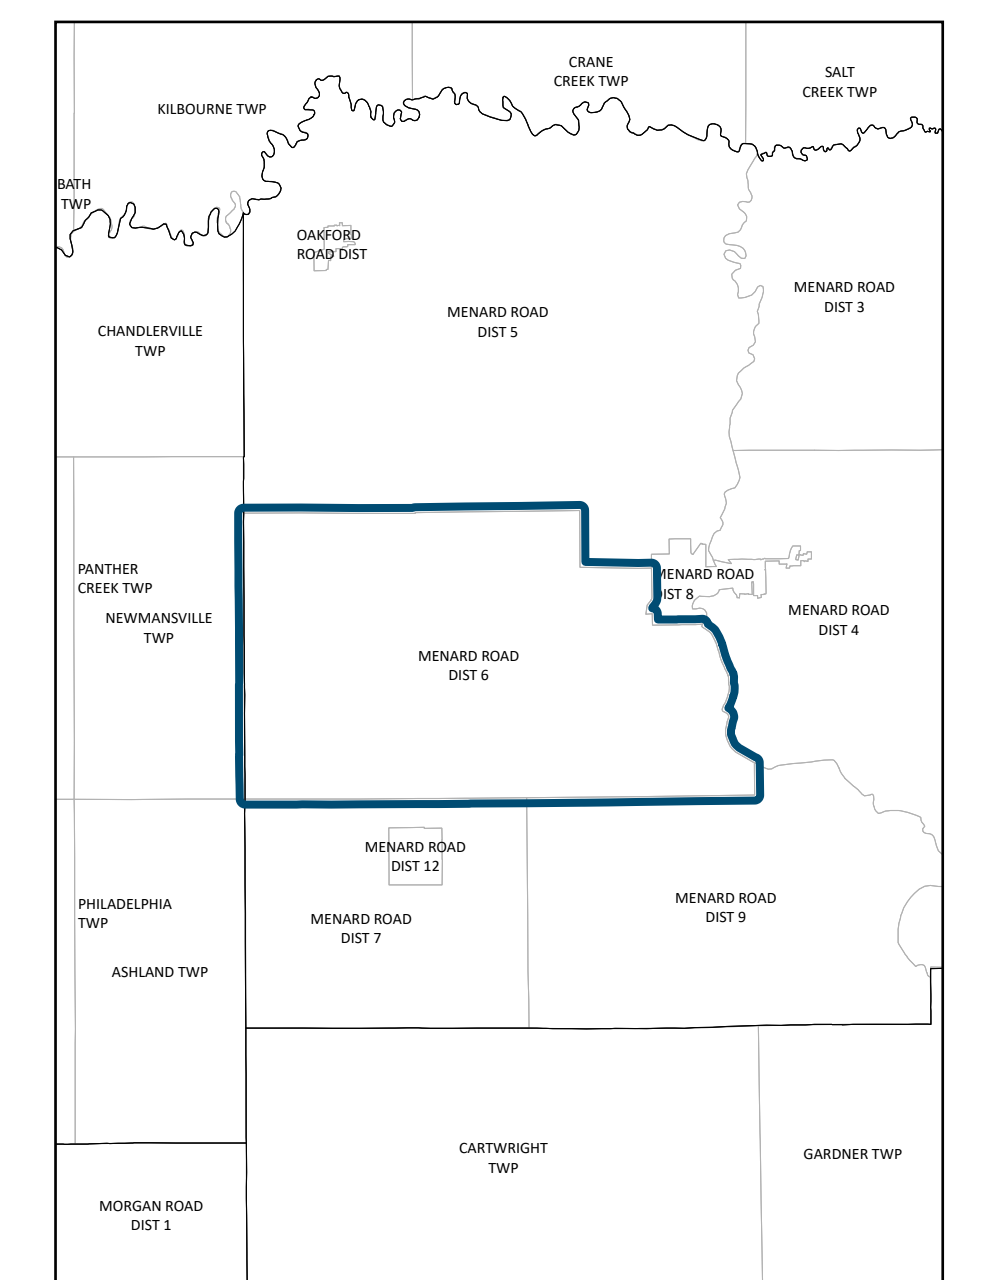 CRANE
CREEK TWP
SALT
CREEK TWP
KILBOURNE TWP
BATH
TWP
OAKFORD
ROAD DIST
MENARD ROAD
DIST 3
MENARD ROAD
DIST 5
CHANDLERVILLE
TWP
PANTHER
CREEK TWP
MENARD ROAD
DIST 8
NEWMANSVILLE
TWP
MENARD ROAD
DIST 4
MENARD ROAD
DIST 6
MENARD ROAD
DIST 12
PHILADELPHIA
TWP
MENARD ROAD
DIST 7
MENARD ROAD
DIST 9
ASHLAND TWP
CARTWRIGHT
TWP
GARDNER TWP
MORGAN ROAD
DIST 1